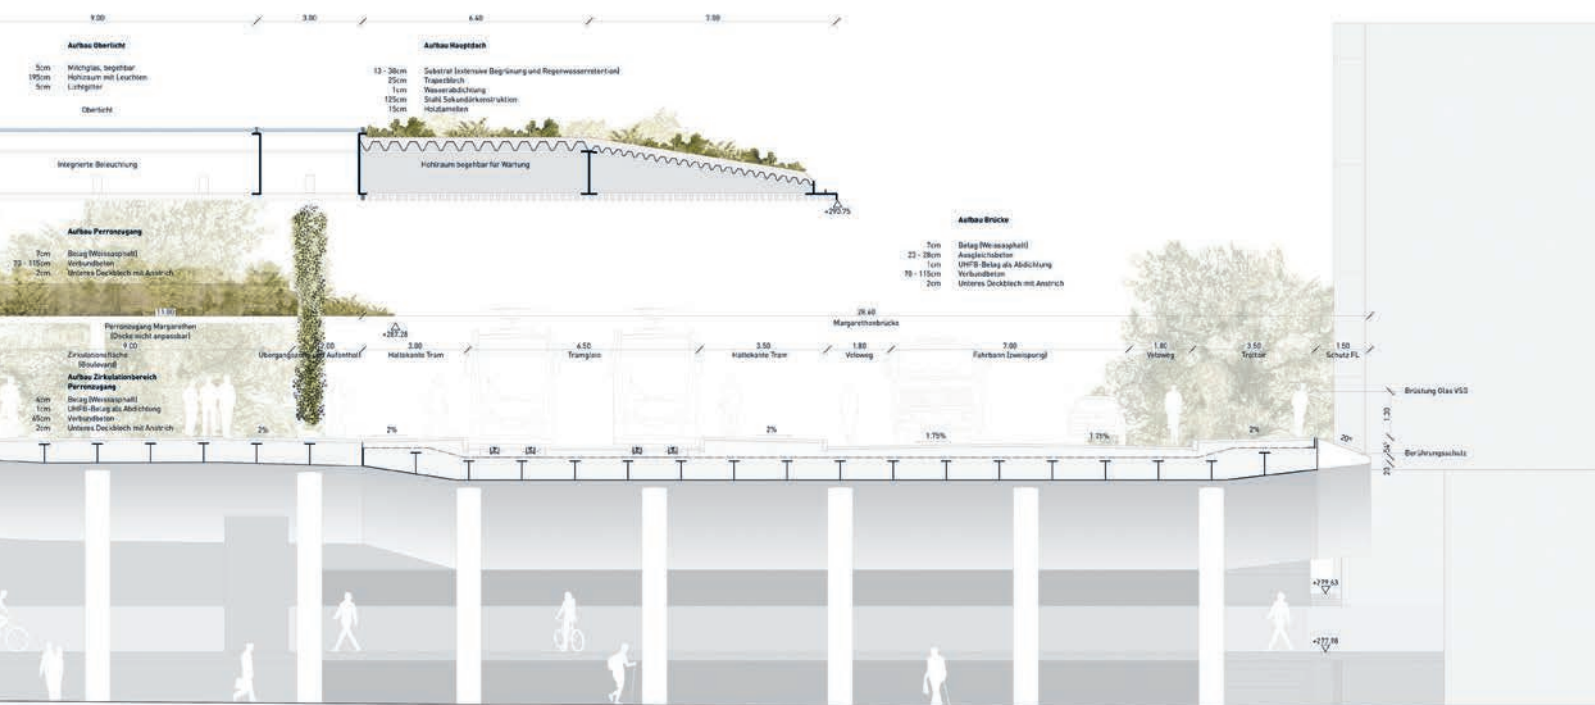 9.00 3.00 6.40
Aufbau Oberlicht
5cm Milchglas, begehbar
195cm Hohlraum mit Leuchten
5cm Lichtgitter
Oberlicht
Aufbau Hauptdach
13 - 38cm Substrat (extensive Begrünung und Regenwasserretention)
25cm Trapezblech
1cm Wasserabdichtung
125cm Stahl Sekundärkonstruktion
15cm Holzlamellen
Integrierte Beleuchtung
Hohlraum begehbar für Wartung
+290.75
Aufbau Perronzugang
7cm Belag (Weissasphalt)
Verbundbeton
2cm Unteres Deckblech mit Anstrich
Aufbau Brücke
7cm Belag (Weissasphalt)
23 - 28cm Ausgleichsbeton
1cm UHFB-Belag als Abdichtung
70 - 115cm Verbundbeton
2cm Unteres Deckblech mit Anstrich
11.00
28.60
Margarethenbrücke
Perronzugang Margarethen
(Decke nicht anpassbar)
+283.28
9.00 2.00 3.00 6.50 3.50 1.80 7.00 1.80 3.50 1.50
Zirkulationsfläche
(Boulevard)
Haltekante Tram
Tramgleis
Haltekante Tram
Veloweg
Fahrbahn (zweispurig)
Veloweg
Trottoir
Schutz FL
Aufbau Zirkulationsbereich
Perronzugang
Belag (Weissasphalt)
1cm UHFB-Belag als Abdichtung
Verbundbeton
2cm Unteres Deckblech mit Anstrich
Brüstung Glas VSG
Berührungsschutz
2% 2% 2% 1.75% 1.75% 2%
+279.63
+277.98